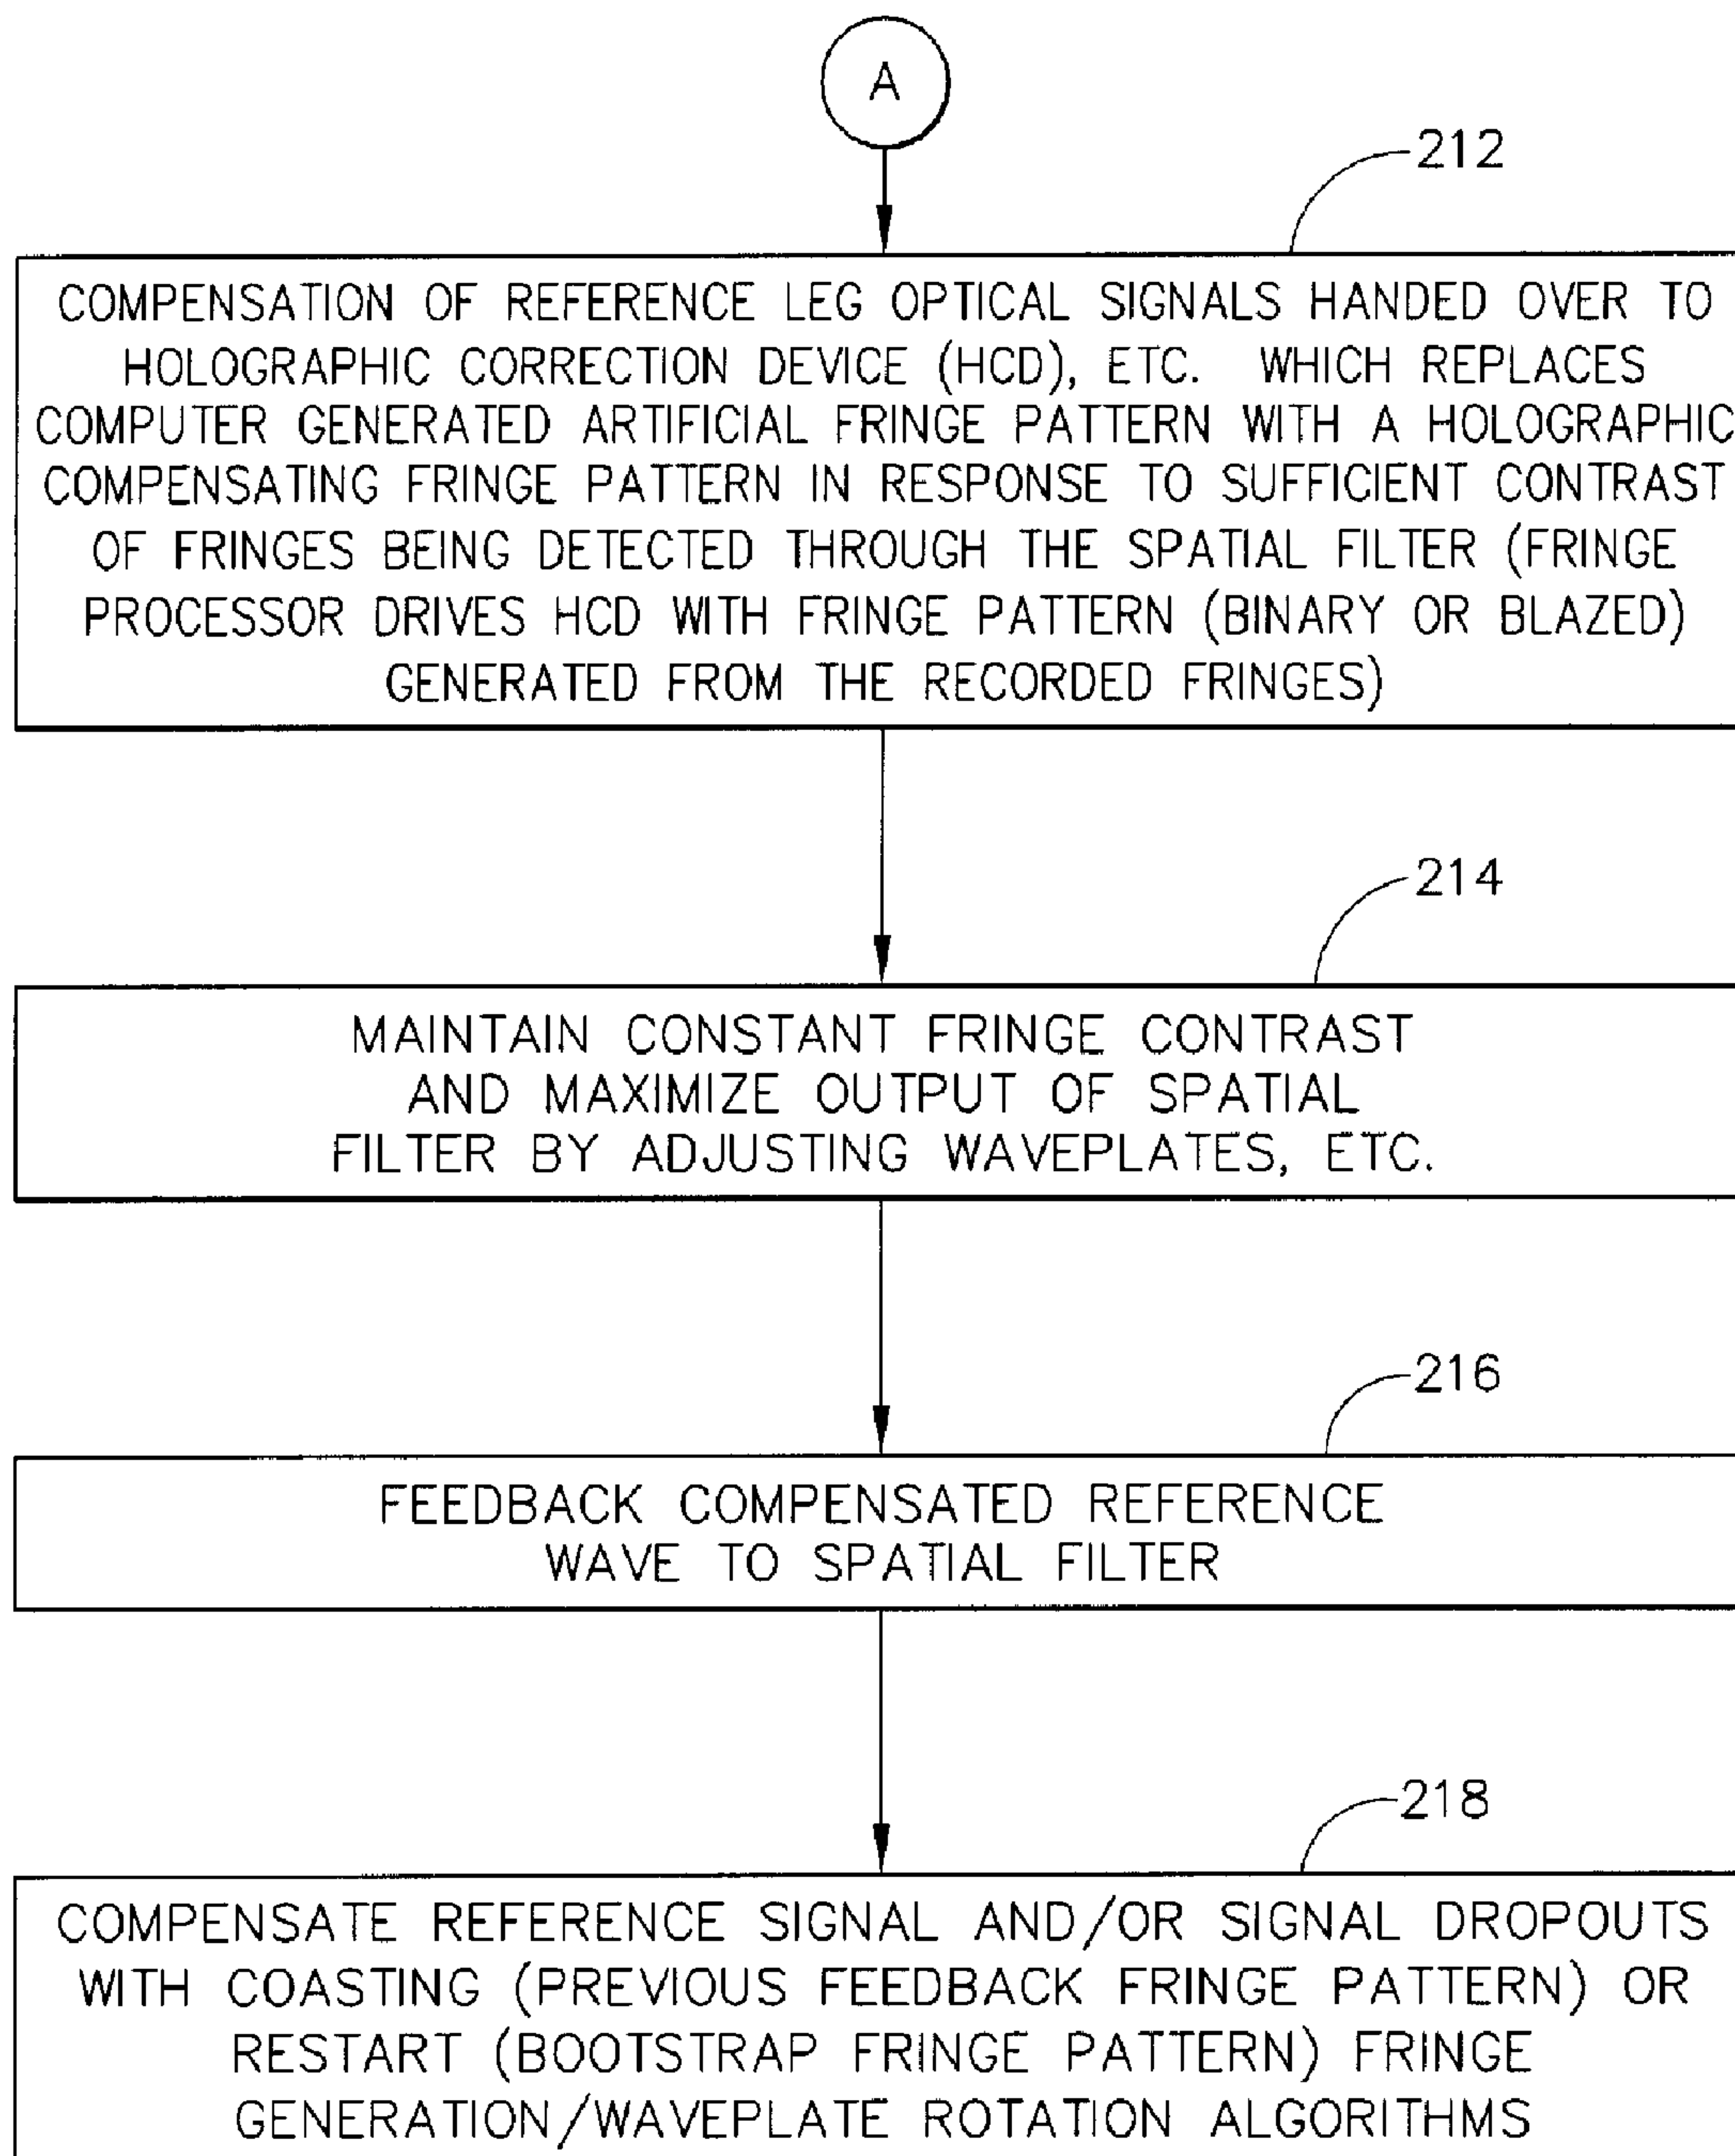 A
212
COMPENSATION OF REFERENCE LEG OPTICAL SIGNALS HANDED OVER TO
HOLOGRAPHIC CORRECTION DEVICE (HCD), ETC. WHICH REPLACES
COMPUTER GENERATED ARTIFICIAL FRINGE PATTERN WITH A HOLOGRAPHIC
COMPENSATING FRINGE PATTERN IN RESPONSE TO SUFFICIENT CONTRAST
OF FRINGES BEING DETECTED THROUGH THE SPATIAL FILTER (FRINGE
PROCESSOR DRIVES HCD WITH FRINGE PATTERN (BINARY OR BLAZED)
GENERATED FROM THE RECORDED FRINGES)
214
MAINTAIN CONSTANT FRINGE CONTRAST
AND MAXIMIZE OUTPUT OF SPATIAL
FILTER BY ADJUSTING WAVEPLATES, ETC.
216
FEEDBACK COMPENSATED REFERENCE
WAVE TO SPATIAL FILTER
218
COMPENSATE REFERENCE SIGNAL AND/OR SIGNAL DROPOUTS
WITH COASTING (PREVIOUS FEEDBACK FRINGE PATTERN) OR
RESTART (BOOTSTRAP FRINGE PATTERN) FRINGE
GENERATION/WAVEPLATE ROTATION ALGORITHMS